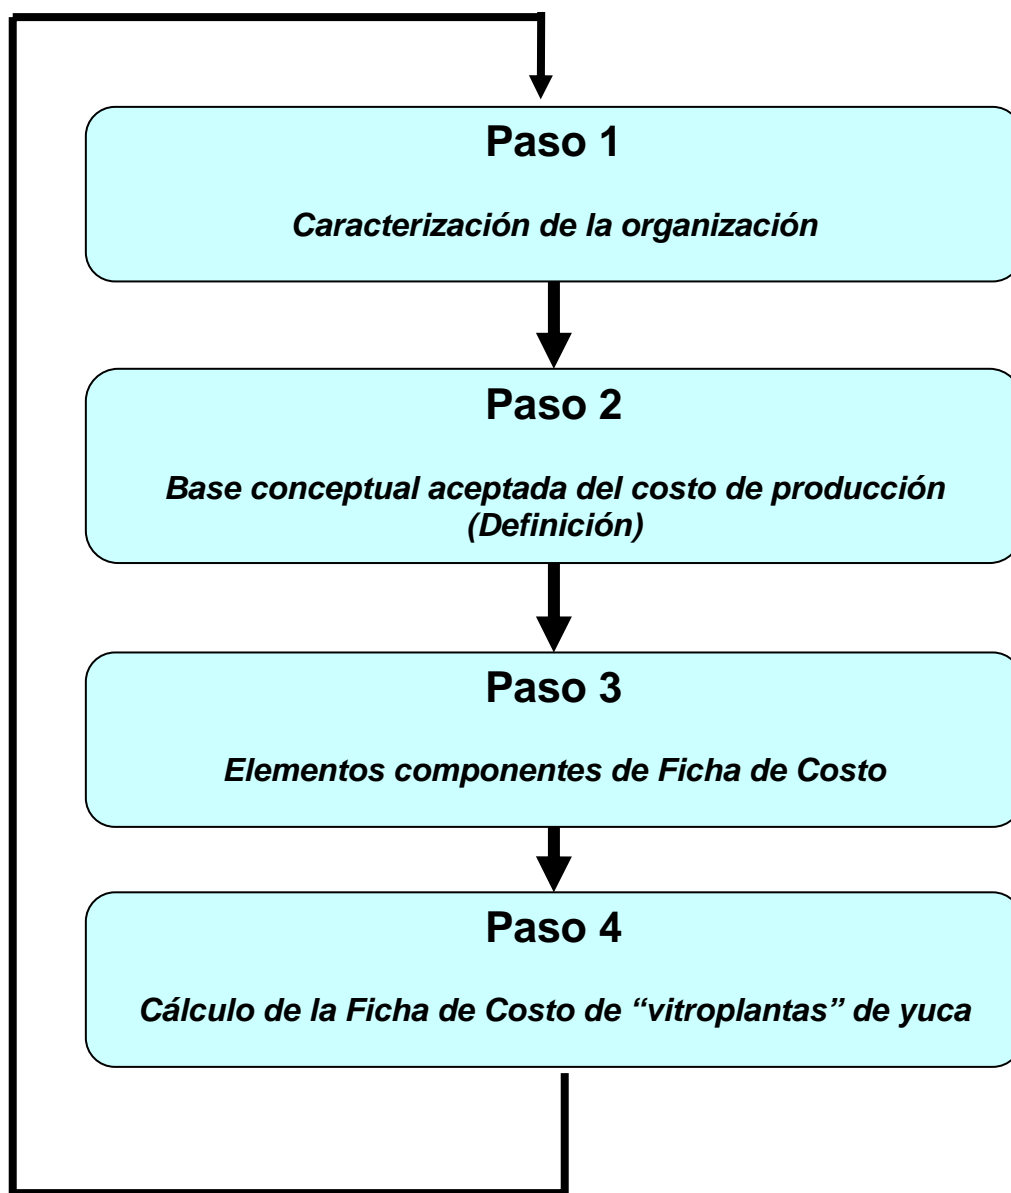 Paso 1
Caracterización de la organización
Paso 2
Base conceptual aceptada del costo de producción
(Definición)
Paso 3
Elementos componentes de Ficha de Costo
Paso 4
Cálculo de la Ficha de Costo de “vitroplantas” de yuca